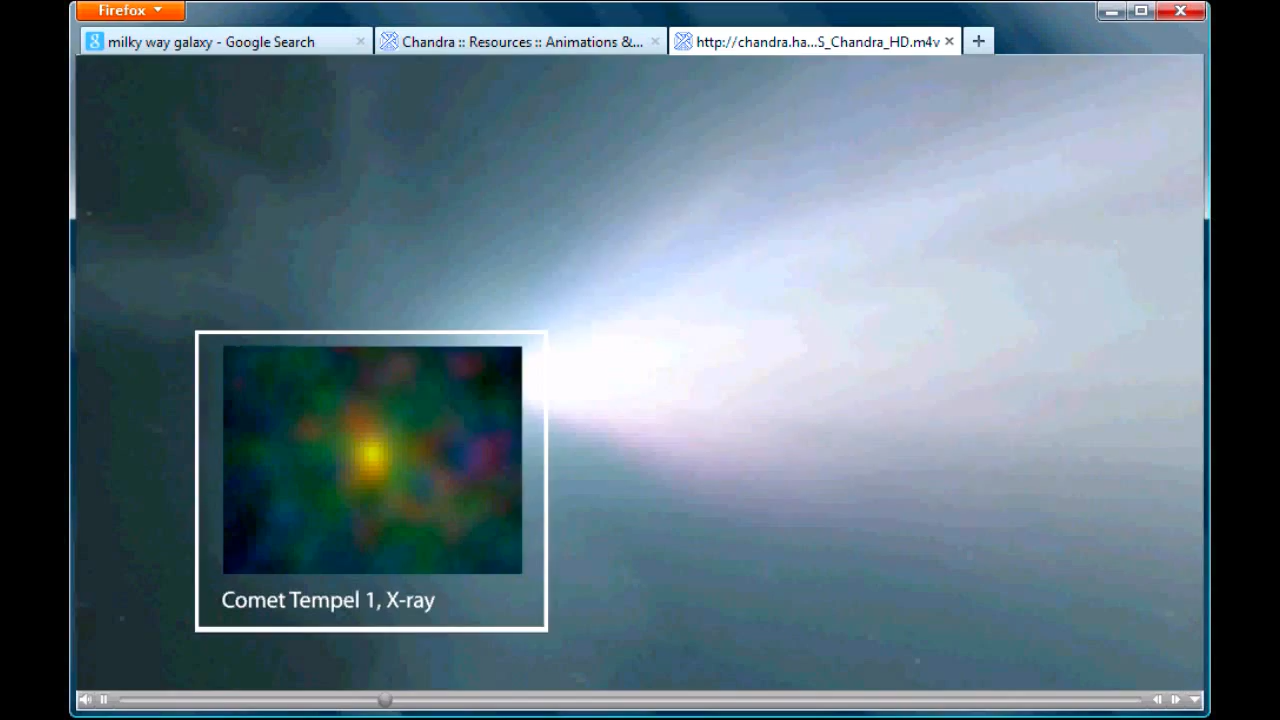 Firefox
milky way galaxy - Google Search
Chandra :: Resources :: Animations &...
http://chandra.ha...S_Chandra_HD.m4v
Comet Tempel 1, X-ray